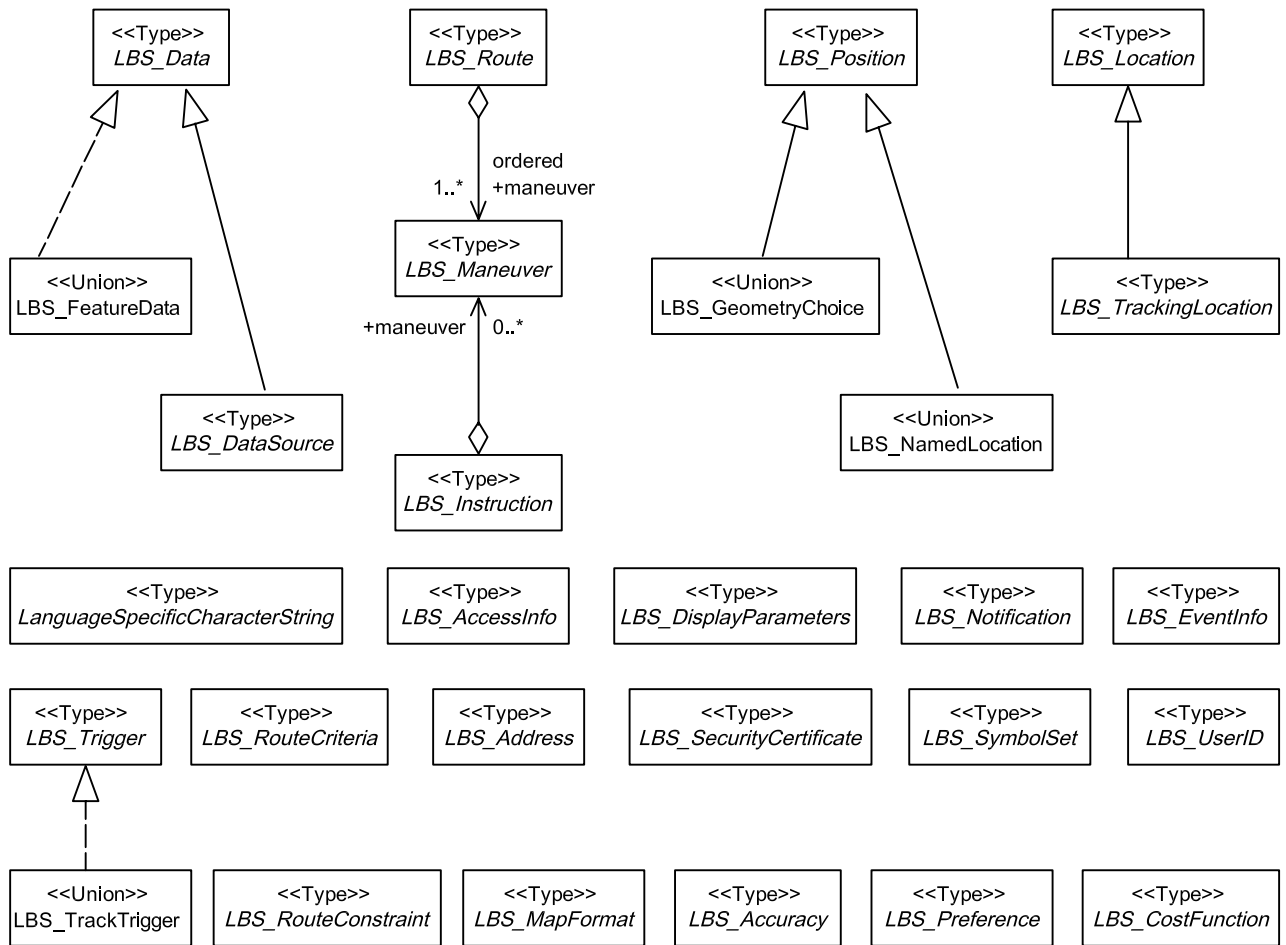 <<Type>>
LBS_Data
<<Type>>
LBS_Route
<<Type>>
LBS_Position
<<Type>>
LBS_Location
ordered
1..* +maneuver
<<Type>>
LBS_Maneuver
<<Union>>
LBS_FeatureData
<<Union>>
LBS_GeometryChoice
<<Type>>
LBS_TrackingLocation
+maneuver 0..*
<<Type>>
LBS_DataSource
<<Union>>
LBS_NamedLocation
<<Type>>
LBS_Instruction
<<Type>>
LanguageSpecificCharacterString
<<Type>>
LBS_AccessInfo
<<Type>>
LBS_DisplayParameters
<<Type>>
LBS_Notification
<<Type>>
LBS_EventInfo
<<Type>>
LBS_Trigger
<<Type>>
LBS_RouteCriteria
<<Type>>
LBS_Address
<<Type>>
LBS_SecurityCertificate
<<Type>>
LBS_SymbolSet
<<Type>>
LBS_UserID
<<Union>>
LBS_TrackTrigger
<<Type>>
LBS_RouteConstraint
<<Type>>
LBS_MapFormat
<<Type>>
LBS_Accuracy
<<Type>>
LBS_Preference
<<Type>>
LBS_CostFunction